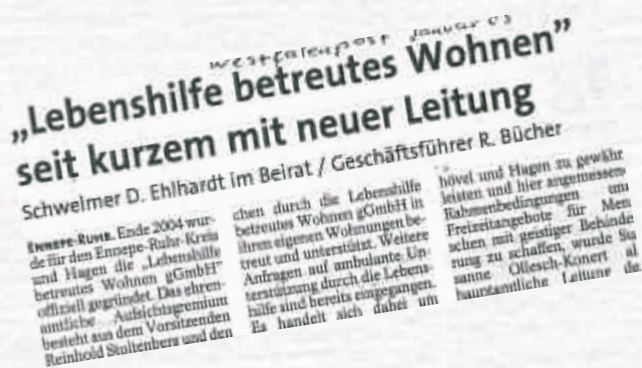 Westfalenpost Januar 05
„Lebenshilfe betreutes Wohnen”
seit kurzem mit neuer Leitung
Schwelmer D. Ehlhardt im Beirat / Geschäftsführer R. Bücher
ENNEPE-RUHR. Ende 2004 wur-
de für den Ennepe-Ruhr-Kreis
und Hagen die „Lebenshilfe
betreutes Wohnen gGmbH”
offiziell gegründet. Das ehren-
amtliche Aufsichtsgremium
besteht aus dem Vorsitzenden
Reinhold Stoltenberg und den
chen durch die Lebenshilfe
betreutes Wohnen gGmbH in
ihren eigenen Wohnungen be-
treut und unterstützt. Weitere
Anfragen auf ambulante Un-
terstützung durch die Lebens-
hilfe sind bereits eingegangen.
Es handelt sich dabei um
hövel und Hagen zu gewähr
leisten und hier angemessen
Rahmenbedingungen um
Freizeitangebote für Men
schen mit geistiger Behinde
rung zu schaffen, wurde Su
sanne Ollesch-Konert al
hauptamtliche Leitung de